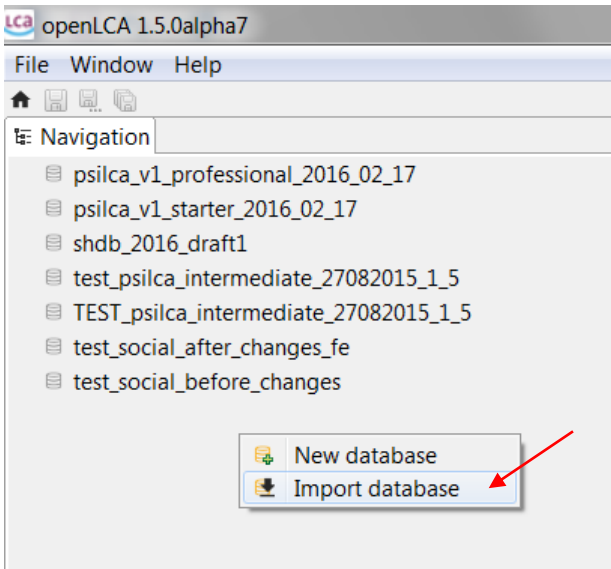 lca openLCA 1.5.0alpha7
File Window Help
Navigation
psilca_v1_professional_2016_02_17
psilca_v1_starter_2016_02_17
shdb_2016_draft1
test_psilca_intermediate_27082015_1_5
TEST_psilca_intermediate_27082015_1_5
test_social_after_changes_fe
test_social_before_changes
New database
Import database